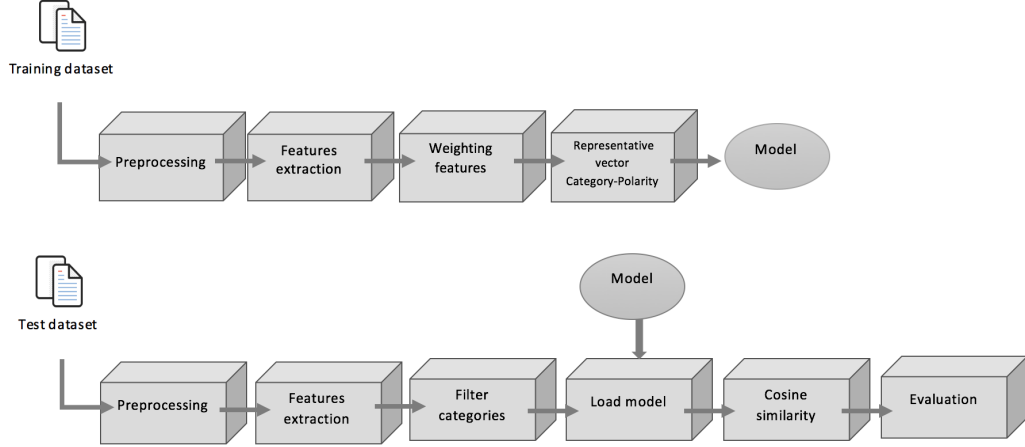 Training dataset
Preprocessing
Features
extraction
Weighting
features
Representative
vector
Category-Polarity
Model
Test dataset
Model
Preprocessing
Features
extraction
Filter
categories
Load model
Cosine
similarity
Evaluation